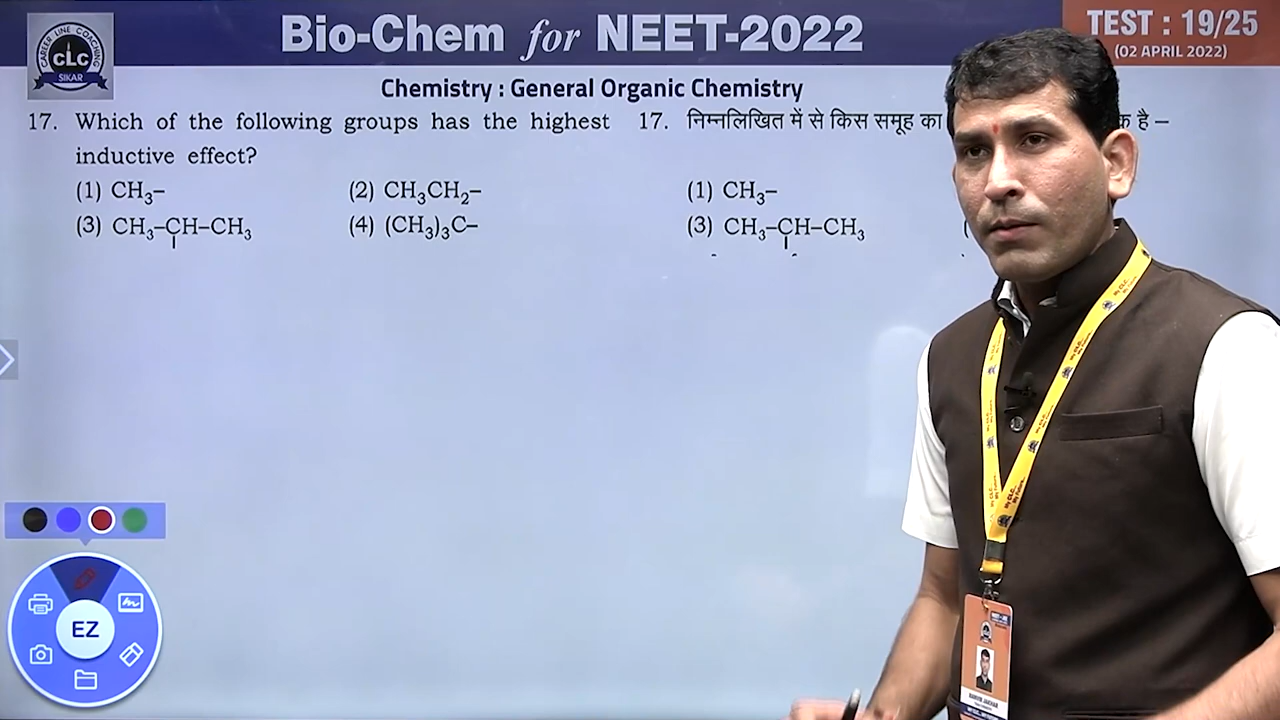 Bio-Chem for NEET-2022
TEST : 19/25
(02 APRIL 2022)
CAREER LINE COACHING
CLC
SIKAR
Chemistry : General Organic Chemistry
17. Which of the following groups has the highest
inductive effect?
(1) CH₃– (2) CH₃CH₂–
(3) CH₃–CH–CH₃ (4) (CH₃)₃C–
17. निम्नलिखित में से किस समूह का है –
(1) CH₃–
(3) CH₃–CH–CH₃
EZ